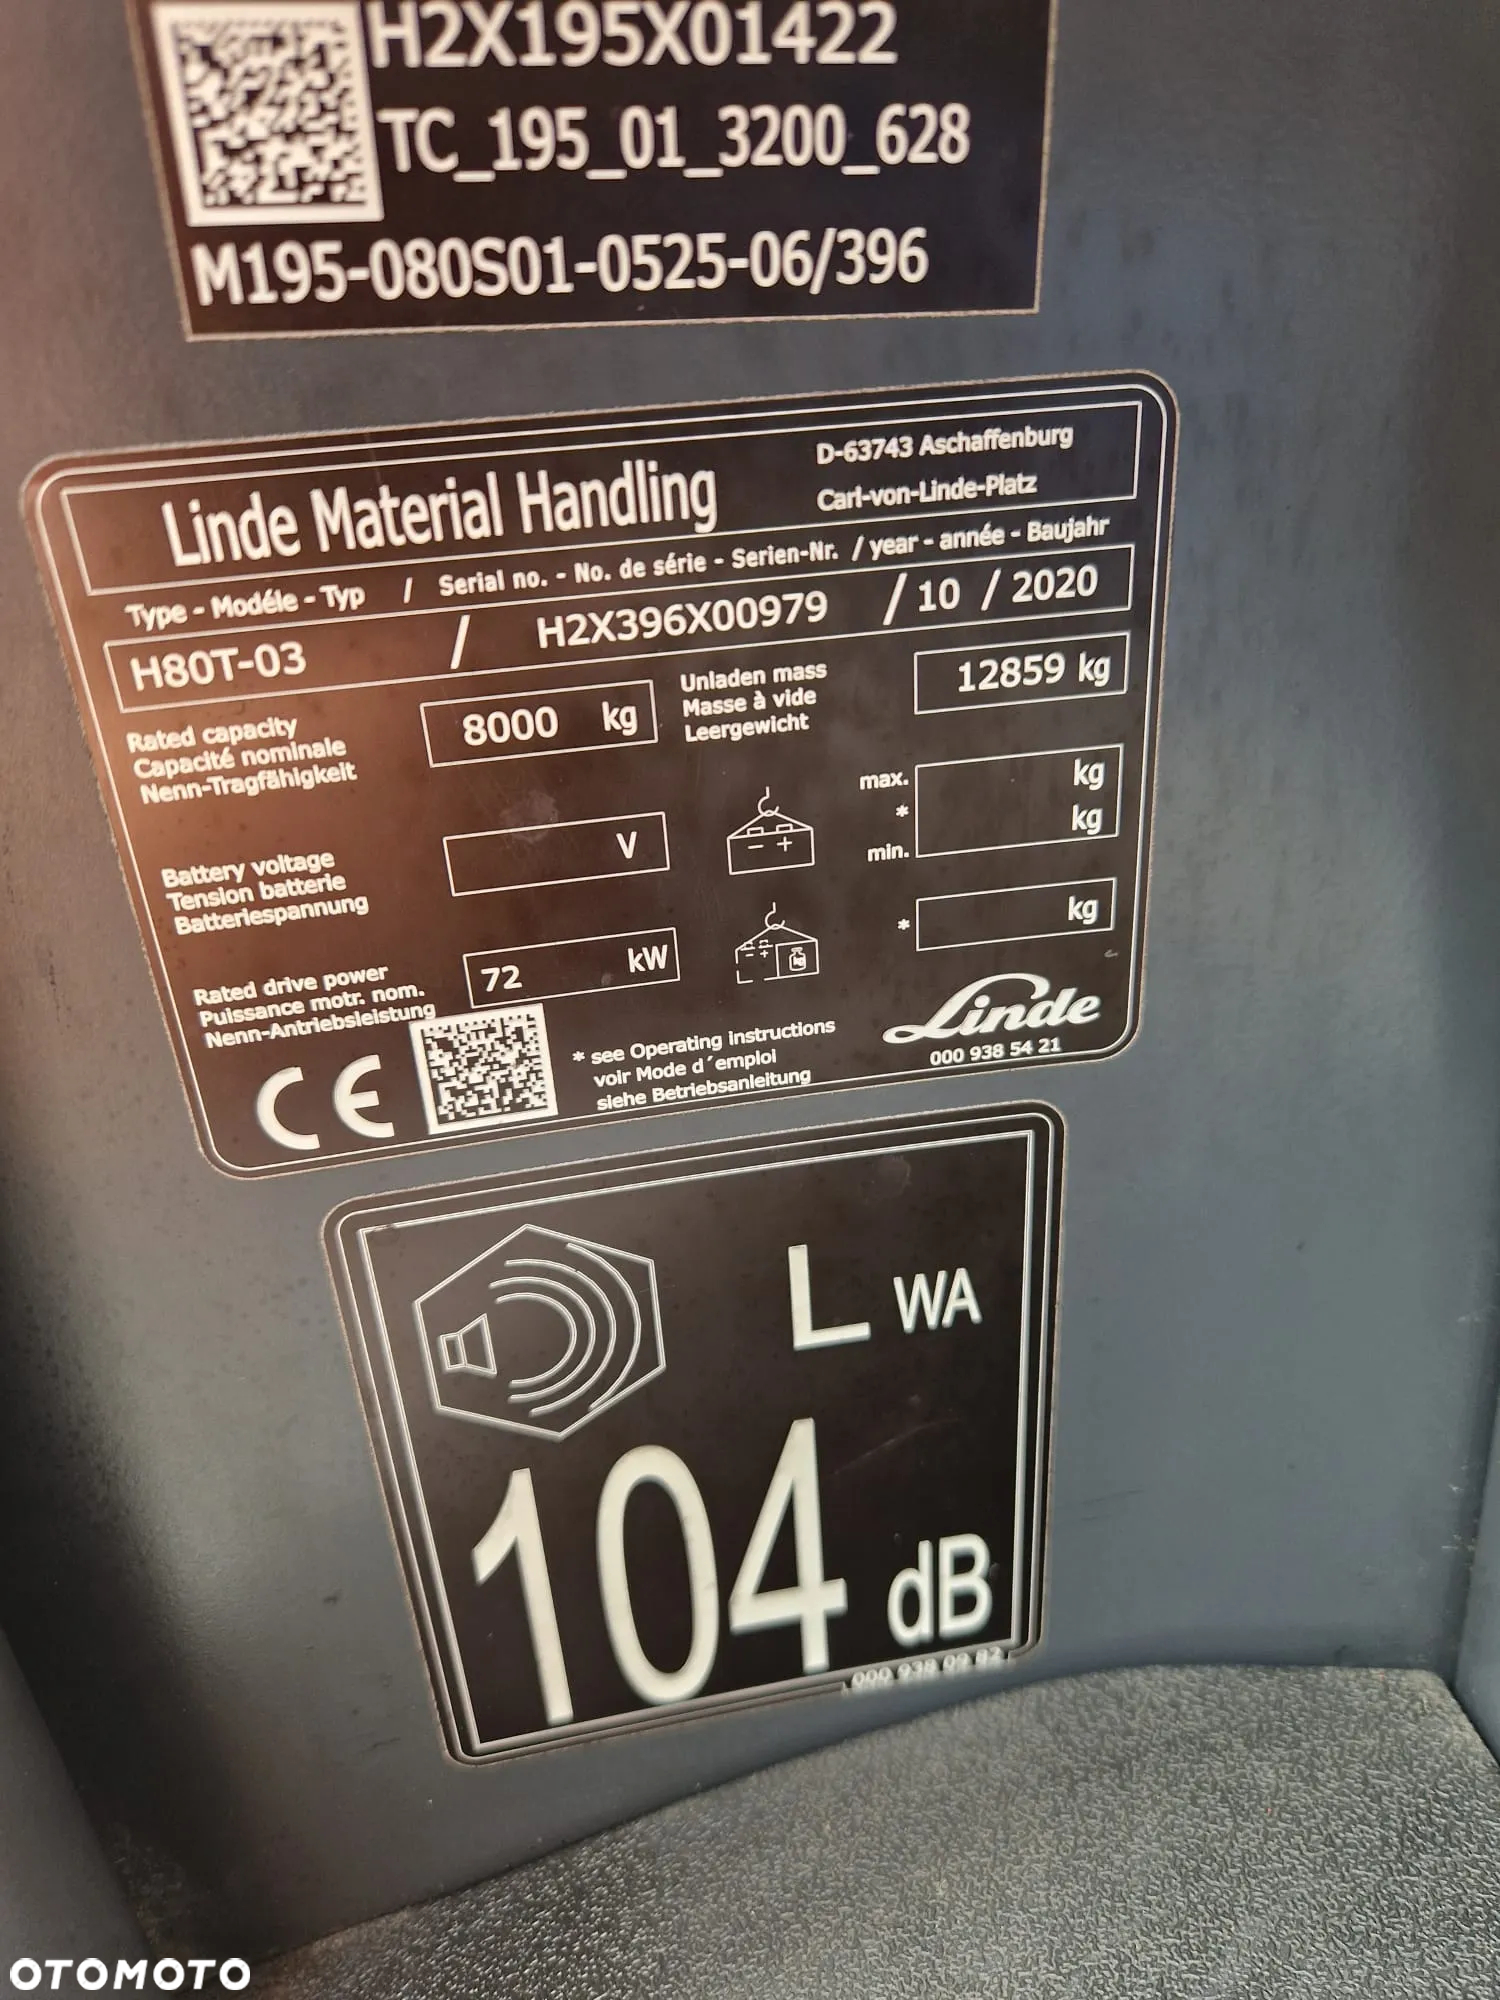 H2X195X01422
TC_195_01_3200_628
M195-080S01-0525-06/396
Linde Material Handling
D-63743 Aschaffenburg
Carl-von-Linde-Platz
Type - Modéle - Typ / Serial no. - No. de série - Serien-Nr. / year - année - Baujahr
H80T-03 / H2X396X00979 / 10 / 2020
Rated capacity
Capacité nominale
Nenn-Tragfähigkeit
8000 kg
Unladen mass
Masse à vide
Leergewicht
12859 kg
Battery voltage
Tension batterie
Batteriespannung
V
- +
max.
*
min.
kg
kg
Rated drive power
Puissance motr. nom.
Nenn-Antriebsleistung
72 kW
- +
kg
*
kg
CE
* see Operating instructions
voir Mode d´emploi
siehe Betriebsanleitung
Linde
000 938 54 21
L WA
104 dB
000 938 09 82
OTOMOTO